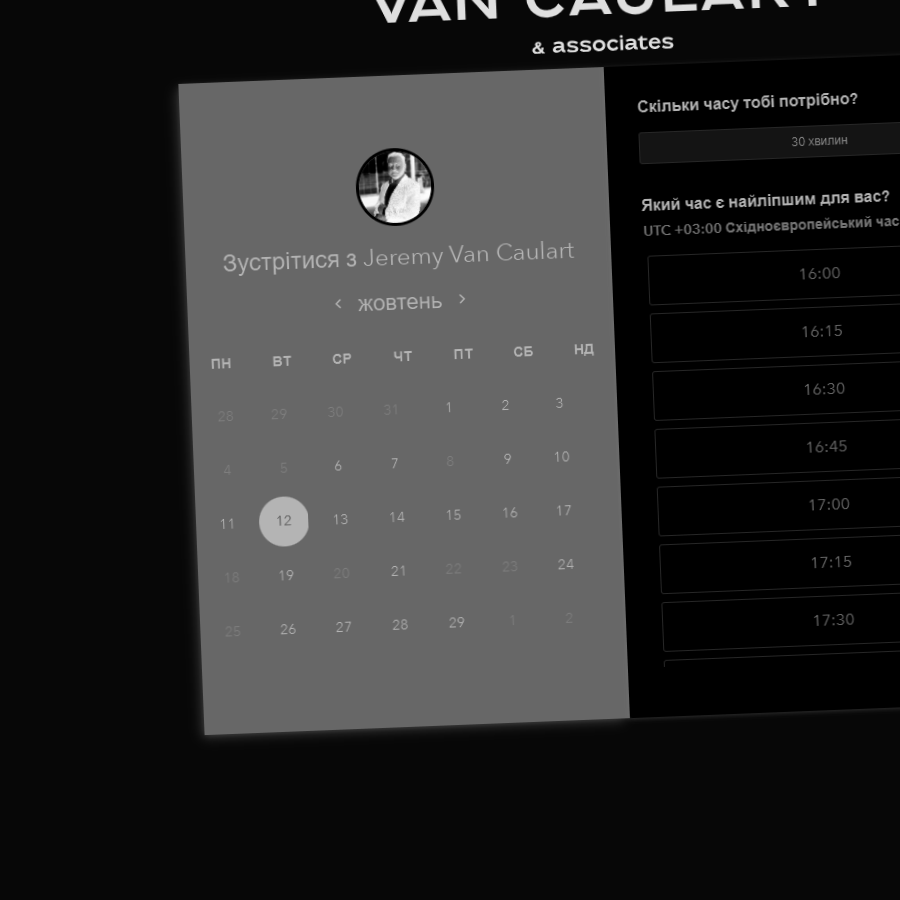 VAN CAULART
& associates
Зустрітися з Jeremy Van Caulart
‹ жовтень ›
ПН ВТ СР ЧТ ПТ СБ НД
28 29 30 31 1 2 3
4 5 6 7 8 9 10
11 12 13 14 15 16 17
18 19 20 21 22 23 24
25 26 27 28 29 1 2
Скільки часу тобі потрібно?
30 хвилин
Який час є найліпшим для вас?
UTC +03:00 Східноєвропейський час
16:00
16:15
16:30
16:45
17:00
17:15
17:30